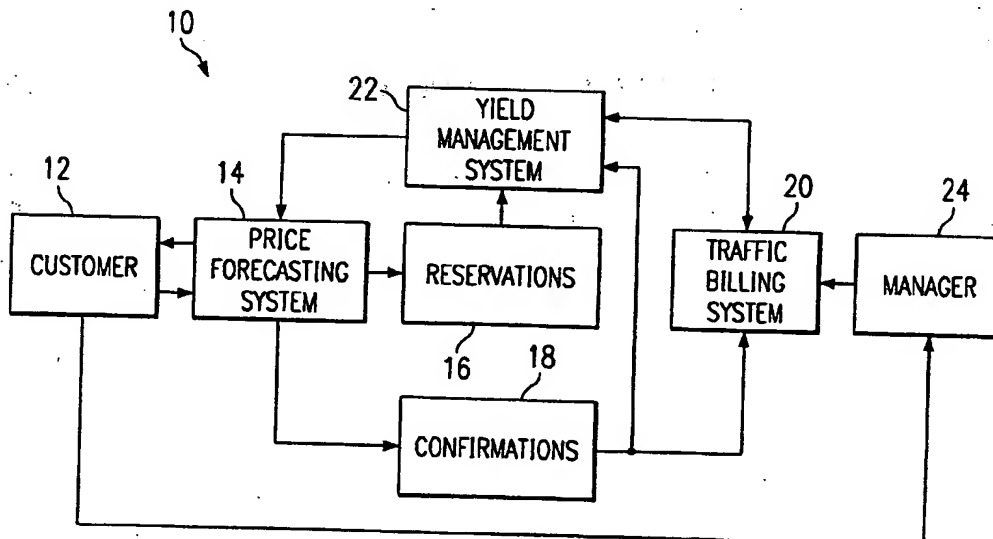 10
22
YIELD
MANAGEMENT
SYSTEM
12
CUSTOMER
14
PRICE
FORECASTING
SYSTEM
RESERVATIONS
16
20
TRAFFIC
BILLING
SYSTEM
24
MANAGER
18
CONFIRMATIONS